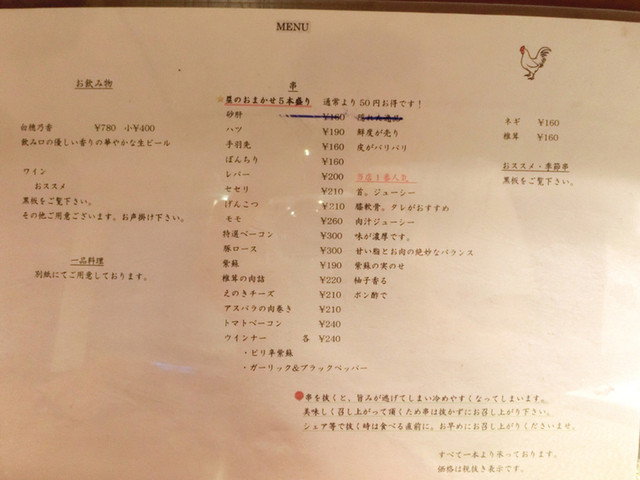 MENU
お飲み物
白穂乃香 ¥780 小¥400
飲み口の優しい香りの華やかな生ビール
ワイン
おススメ
黒板をご覧下さい。
その他ご用意ございます。お声掛け下さい。
一品料理
別紙にてご用意しております。
串
★昴のおまかせ5本盛り 通常より50円お得です!
砂肝 ¥160
ハツ ¥190 鮮度が売り
手羽先 ¥160 皮がパリパリ
ぼんちり ¥160
レバー ¥200 当店1番人気
セセリ ¥210 首。ジューシー
げんこつ ¥210 膝軟骨。タレがおすすめ
モモ ¥260 肉汁ジューシー
特選ベーコン ¥300 味が濃厚です。
豚ロース ¥300 甘い脂とお肉の絶妙なバランス
紫蘇 ¥190 紫蘇の実のせ
椎茸の肉詰 ¥220 柚子香る
えのきチーズ ¥210 ポン酢で
アスパラの肉巻き ¥210
トマトベーコン ¥240
ウインナー 各 ¥240
・ピリ辛紫蘇
・ガーリック&ブラックペッパー
ネギ ¥160
椎茸 ¥160
おススメ・季節串
黒板をご覧下さい。
●串を抜くと、旨みが逃げてしまい冷めやすくなってしまいます。
美味しく召し上がって頂くため串は抜かずにお召し上がり下さい。
シェア等で抜く時は食べる直前に。お早めにお召し上がりくださいませ。
すべて一本より承っております。
価格は税抜き表示です。